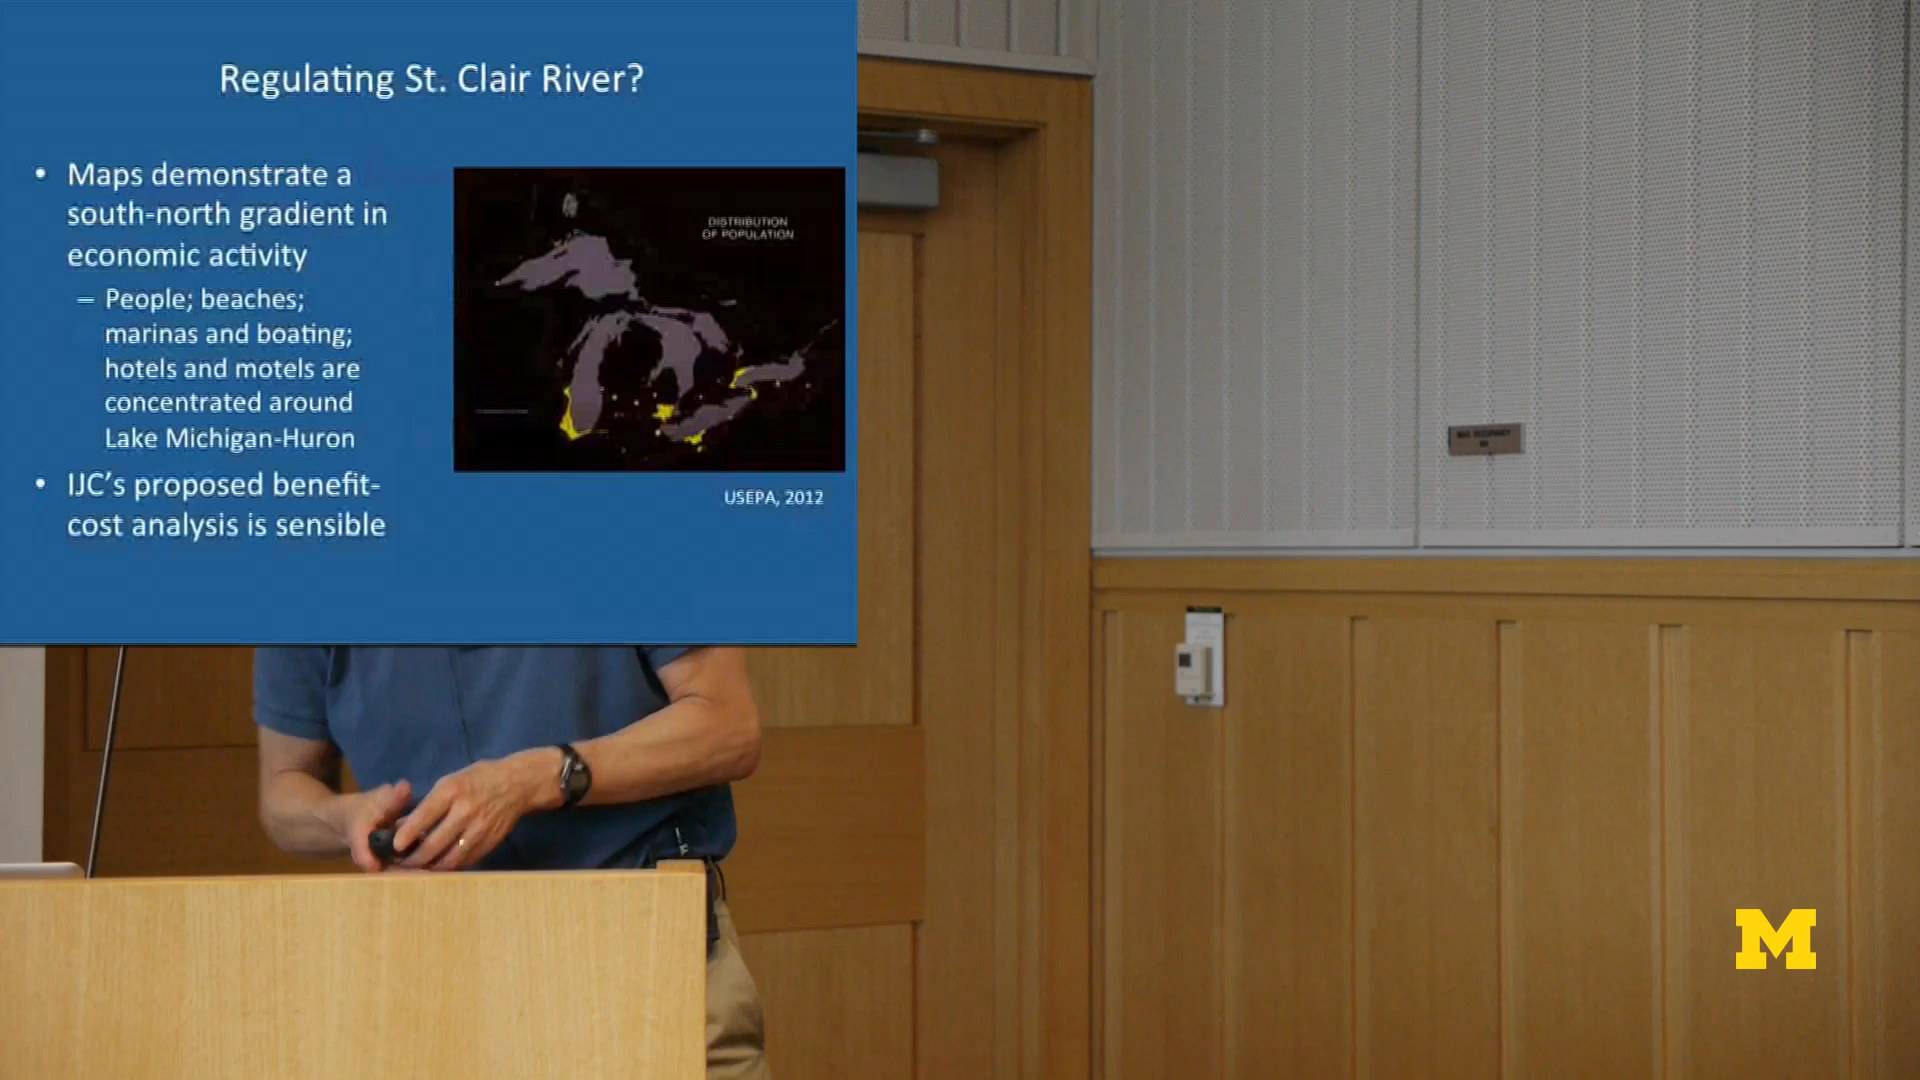 Regulating St. Clair River?
• Maps demonstrate a
south-north gradient in
economic activity
– People; beaches;
marinas and boating;
hotels and motels are
concentrated around
Lake Michigan-Huron
• IJC’s proposed benefit-
cost analysis is sensible
DISTRIBUTION
OF POPULATION
USEPA, 2012
M